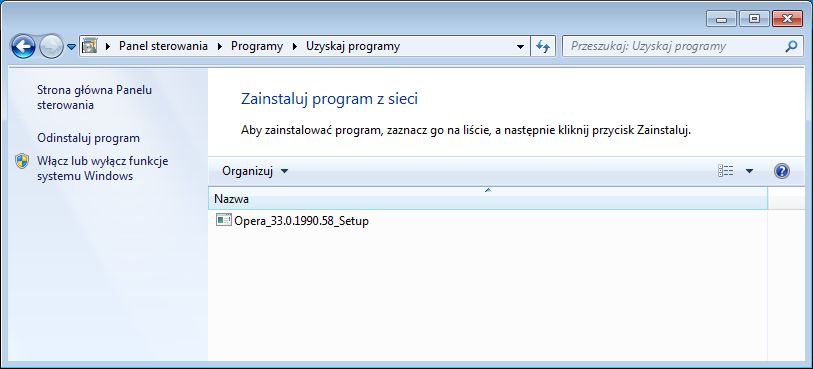 Panel sterowania Programy Uzyskaj programy Przeszukaj: Uzyskaj programy
Strona główna Panelu
sterowania
Odinstaluj program
Włącz lub wyłącz funkcje
systemu Windows
Zainstaluj program z sieci
Aby zainstalować program, zaznacz go na liście, a następnie kliknij przycisk Zainstaluj.
Organizuj
Nazwa
Opera_33.0.1990.58_Setup